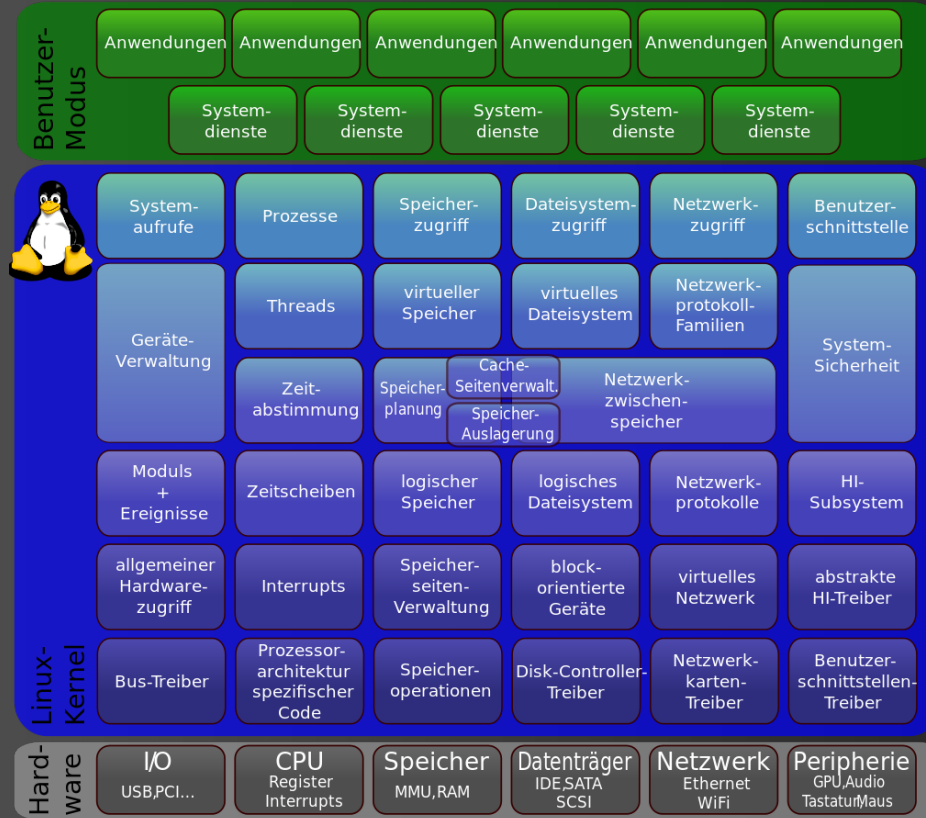 Benutzer-
Modus
Anwendungen
Anwendungen
Anwendungen
Anwendungen
Anwendungen
Anwendungen
System-
dienste
System-
dienste
System-
dienste
System-
dienste
System-
dienste
Linux-
Kernel
System-
aufrufe
Prozesse
Speicher-
zugriff
Dateisystem-
zugriff
Netzwerk-
zugriff
Benutzer-
schnittstelle
Geräte-
Verwaltung
Threads
virtueller
Speicher
virtuelles
Dateisystem
Netzwerk-
protokoll-
Familien
System-
Sicherheit
Zeit-
abstimmung
Speicher-
planung
Cache-
Seitenverwalt.
Speicher-
Auslagerung
Netzwerk-
zwischen-
speicher
Moduls
+
Ereignisse
Zeitscheiben
logischer
Speicher
logisches
Dateisystem
Netzwerk-
protokolle
HI-
Subsystem
allgemeiner
Hardware-
zugriff
Interrupts
Speicher-
seiten-
Verwaltung
block-
orientierte
Geräte
virtuelles
Netzwerk
abstrakte
HI-Treiber
Bus-Treiber
Prozessor-
architektur
spezifischer
Code
Speicher-
operationen
Disk-Controller-
Treiber
Netzwerk-
karten-
Treiber
Benutzer-
schnittstellen-
Treiber
Hard-
ware
I/O
USB,PCI...
CPU
Register
Interrupts
Speicher
MMU,RAM
Datenträger
IDE,SATA
SCSI
Netzwerk
Ethernet
WiFi
Peripherie
GPU,Audio
Tastatur,Maus